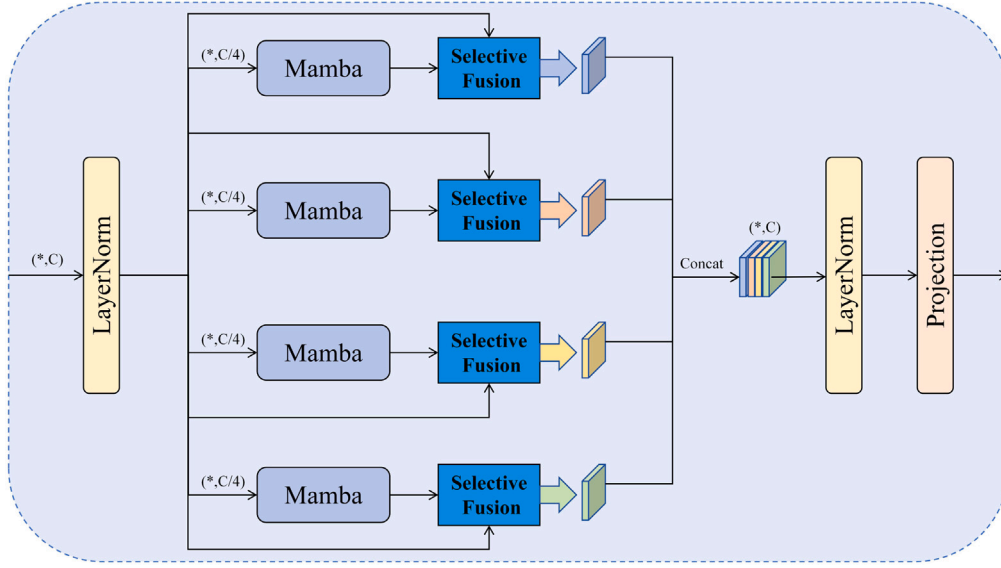 (*,C)
LayerNorm
(*,C/4)
Mamba
Selective
Fusion
(*,C/4)
Mamba
Selective
Fusion
(*,C/4)
Mamba
Selective
Fusion
(*,C/4)
Mamba
Selective
Fusion
Concat
(*,C)
LayerNorm
Projection